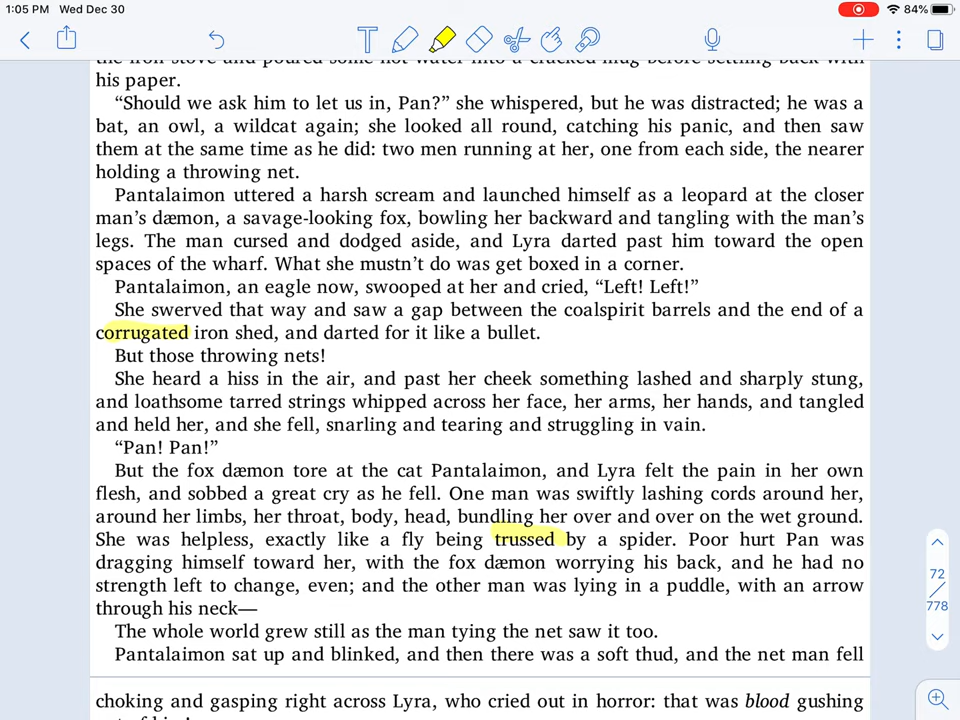 1:05 PM Wed Dec 30
84%
the iron stove and poured some hot water into a cracked mug before settling back with
his paper.
“Should we ask him to let us in, Pan?” she whispered, but he was distracted; he was a
bat, an owl, a wildcat again; she looked all round, catching his panic, and then saw
them at the same time as he did: two men running at her, one from each side, the nearer
holding a throwing net.
Pantalaimon uttered a harsh scream and launched himself as a leopard at the closer
man’s dæmon, a savage-looking fox, bowling her backward and tangling with the man’s
legs. The man cursed and dodged aside, and Lyra darted past him toward the open
spaces of the wharf. What she mustn’t do was get boxed in a corner.
Pantalaimon, an eagle now, swooped at her and cried, “Left! Left!”
She swerved that way and saw a gap between the coalspirit barrels and the end of a
corrugated iron shed, and darted for it like a bullet.
But those throwing nets!
She heard a hiss in the air, and past her cheek something lashed and sharply stung,
and loathsome tarred strings whipped across her face, her arms, her hands, and tangled
and held her, and she fell, snarling and tearing and struggling in vain.
“Pan! Pan!”
But the fox dæmon tore at the cat Pantalaimon, and Lyra felt the pain in her own
flesh, and sobbed a great cry as he fell. One man was swiftly lashing cords around her,
around her limbs, her throat, body, head, bundling her over and over on the wet ground.
She was helpless, exactly like a fly being trussed by a spider. Poor hurt Pan was
dragging himself toward her, with the fox dæmon worrying his back, and he had no
strength left to change, even; and the other man was lying in a puddle, with an arrow
through his neck—
The whole world grew still as the man tying the net saw it too.
Pantalaimon sat up and blinked, and then there was a soft thud, and the net man fell
choking and gasping right across Lyra, who cried out in horror: that was blood gushing
72
778